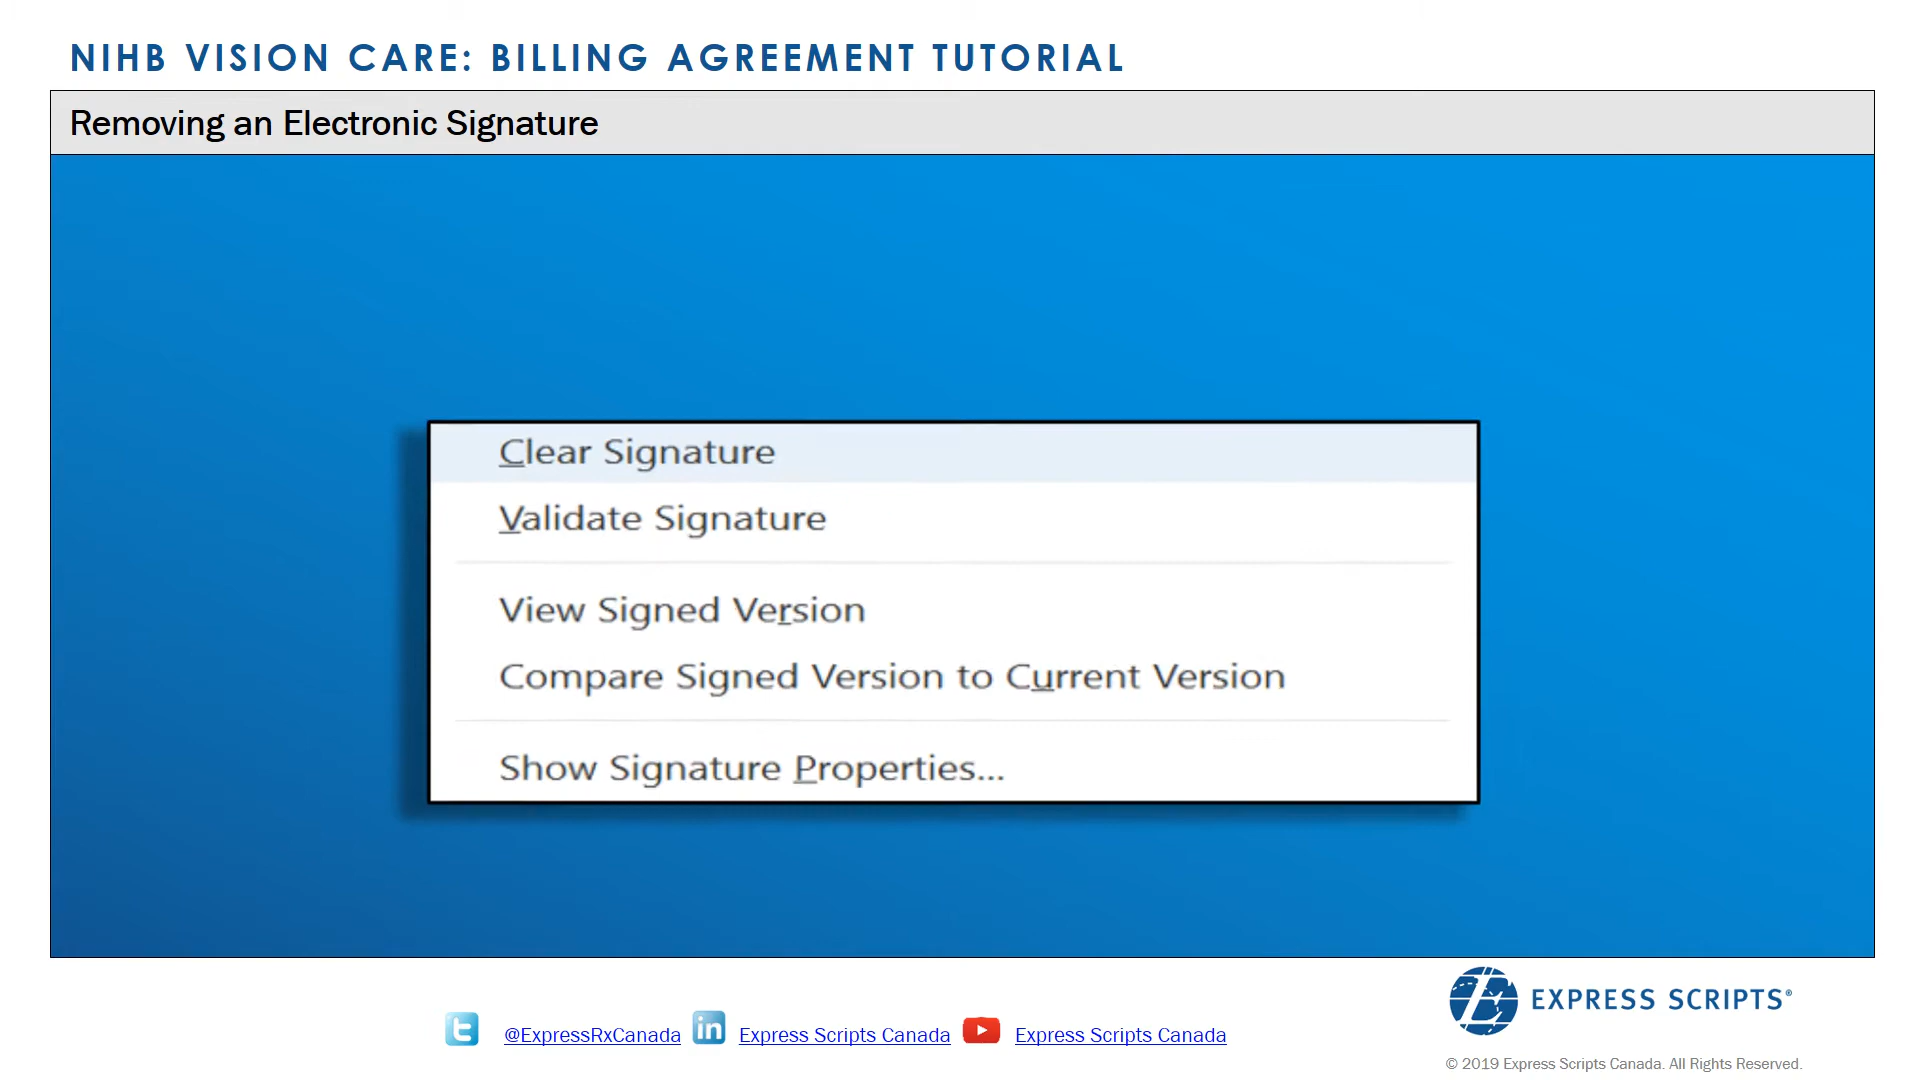 NIHB VISION CARE: BILLING AGREEMENT TUTORIAL
Removing an Electronic Signature
Clear Signature
Validate Signature
View Signed Version
Compare Signed Version to Current Version
Show Signature Properties...
@ExpressRxCanada Express Scripts Canada Express Scripts Canada
EXPRESS SCRIPTS®
© 2019 Express Scripts Canada. All Rights Reserved.